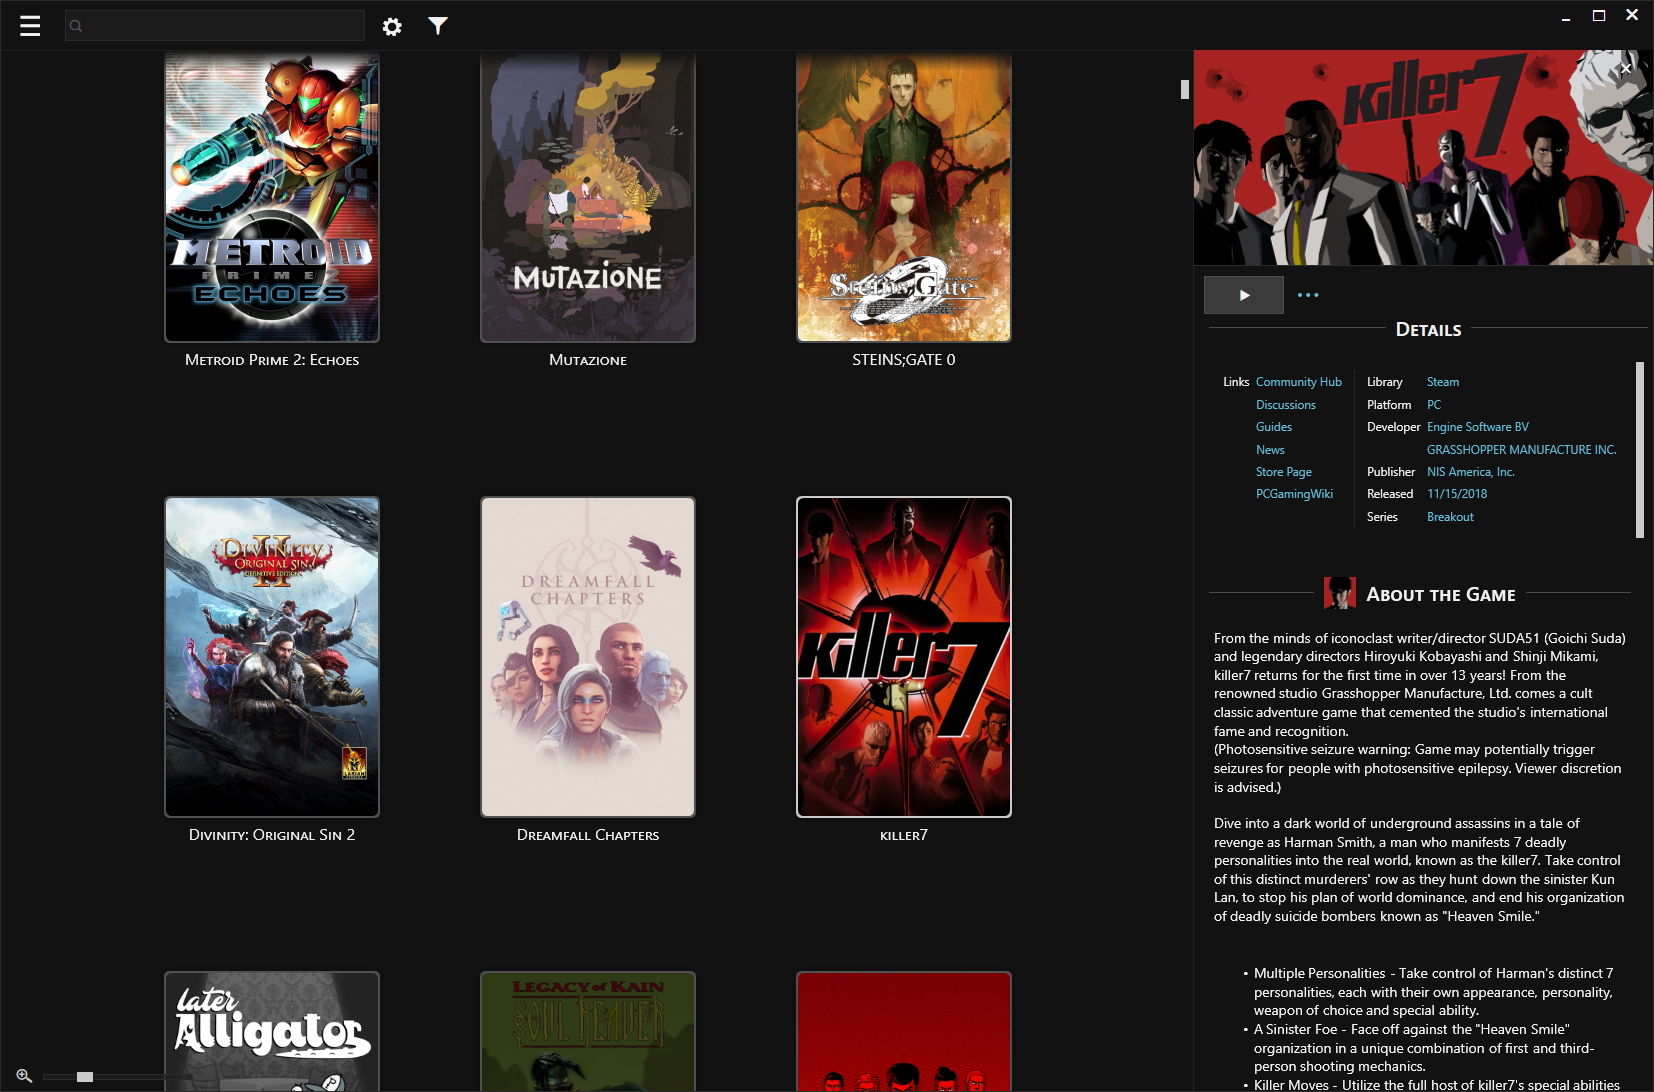 METROID
PRIME 2
ECHOES
Metroid Prime 2: Echoes
MUTAZIONE
Mutazione
Steins;Gate
0
STEINS;GATE 0
DIVINITY
II
ORIGINAL SIN
DEFINITIVE EDITION
LARIAN
Divinity: Original Sin 2
DREAMFALL
CHAPTERS
Dreamfall Chapters
killer7
killer7
later
Alligator
LEGACY of KAIN
SOUL REAVER
killer7
Details
Links Community Hub
Discussions
Guides
News
Store Page
PCGamingWiki
Library Steam
Platform PC
Developer Engine Software BV
GRASSHOPPER MANUFACTURE INC.
Publisher NIS America, Inc.
Released 11/15/2018
Series Breakout
About the Game
From the minds of iconoclast writer/director SUDA51 (Goichi Suda)
and legendary directors Hiroyuki Kobayashi and Shinji Mikami,
killer7 returns for the first time in over 13 years! From the
renowned studio Grasshopper Manufacture, Ltd. comes a cult
classic adventure game that cemented the studio's international
fame and recognition.
(Photosensitive seizure warning: Game may potentially trigger
seizures for people with photosensitive epilepsy. Viewer discretion
is advised.)
Dive into a dark world of underground assassins in a tale of
revenge as Harman Smith, a man who manifests 7 deadly
personalities into the real world, known as the killer7. Take control
of this distinct murderers' row as they hunt down the sinister Kun
Lan, to stop his plan of world dominance, and end his organization
of deadly suicide bombers known as "Heaven Smile."
• Multiple Personalities - Take control of Harman's distinct 7
personalities, each with their own appearance, personality,
weapon of choice and special ability.
• A Sinister Foe - Face off against the "Heaven Smile"
organization in a unique combination of first and third-
person shooting mechanics.
• Killer Moves - Utilize the full host of killer7's special abilities